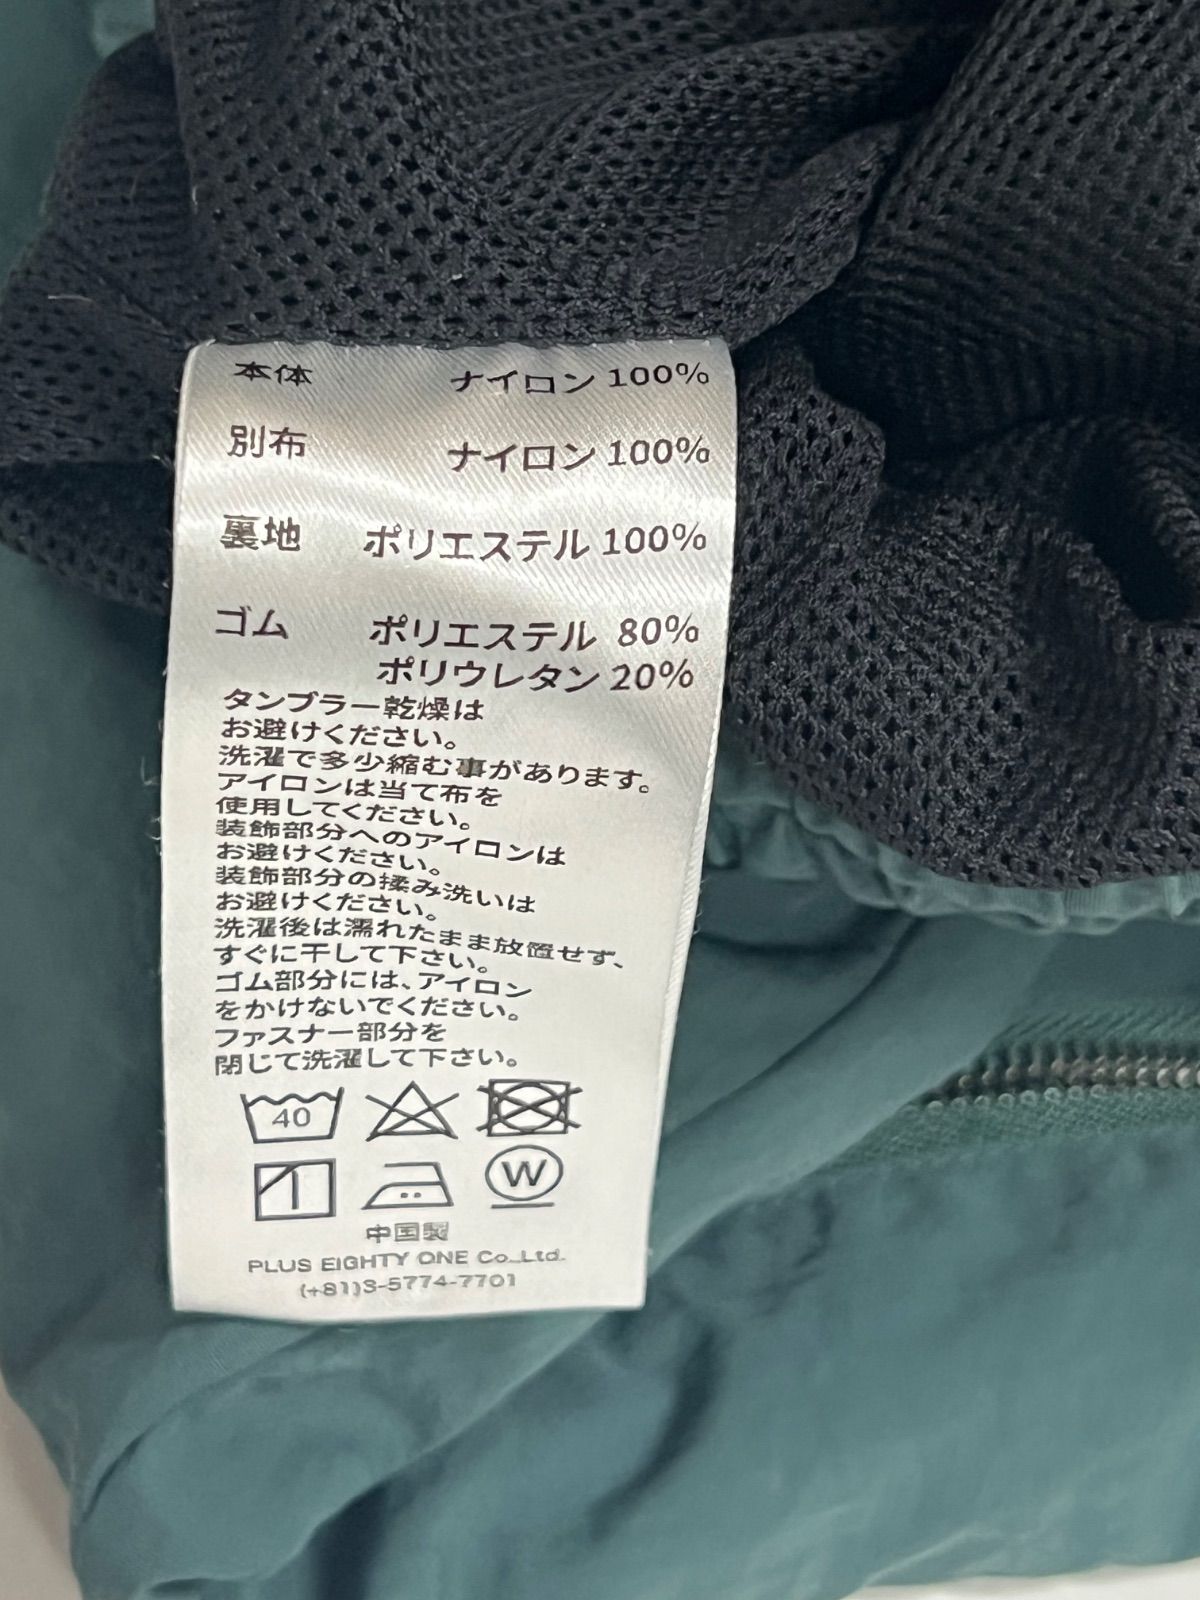 本体 ナイロン 100%
別布 ナイロン 100%
裏地 ポリエステル 100%
ゴム ポリエステル 80%
ポリウレタン 20%
タンブラー乾燥は
お避けください。
洗濯で多少縮む事があります。
アイロンは当て布を
使用してください。
装飾部分へのアイロンは
お避けください。
装飾部分の揉み洗いは
お避けください。
洗濯後は濡れたまま放置せず、
すぐに干して下さい。
ゴム部分には、アイロン
をかけないでください。
ファスナー部分を
閉じて洗濯して下さい。
40
W
中国製
PLUS EIGHTY ONE Co.,Ltd.
(+81)3-5774-7701